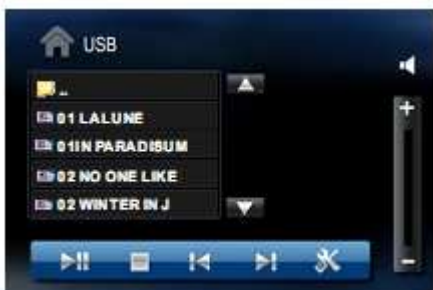 USB
..
01 LALUNE
01IN PARADISUM
02 NO ONE LIKE
02 WINTER IN J
+
-